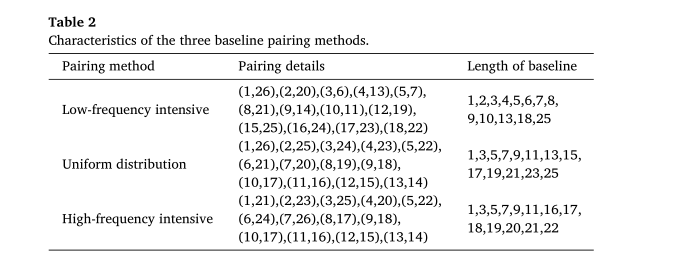 Table 2
Characteristics of the three baseline pairing methods.
Pairing method Pairing details Length of baseline
Low-frequency intensive (1,26),(2,20),(3,6),(4,13),(5,7), 1,2,3,4,5,6,7,8,
(8,21),(9,14),(10,11),(12,19), 9,10,13,18,25
(15,25),(16,24),(17,23),(18,22)
Uniform distribution (1,26),(2,25),(3,24),(4,23),(5,22), 1,3,5,7,9,11,13,15,
(6,21),(7,20),(8,19),(9,18), 17,19,21,23,25
(10,17),(11,16),(12,15),(13,14)
High-frequency intensive (1,21),(2,23),(3,25),(4,20),(5,22), 1,3,5,7,9,11,16,17,
(6,24),(7,26),(8,17),(9,18), 18,19,20,21,22
(10,17),(11,16),(12,15),(13,14)